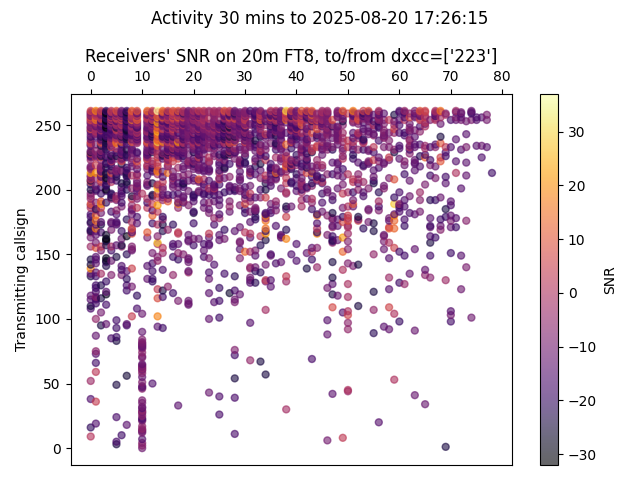 Activity 30 mins to 2025-08-20 17:26:15
Receivers' SNR on 20m FT8, to/from dxcc=['223']
0 10 20 30 40 50 60 70 80
250
200
150
100
50
0
Transmitting callsign
30
20
10
0
−10
−20
−30
SNR